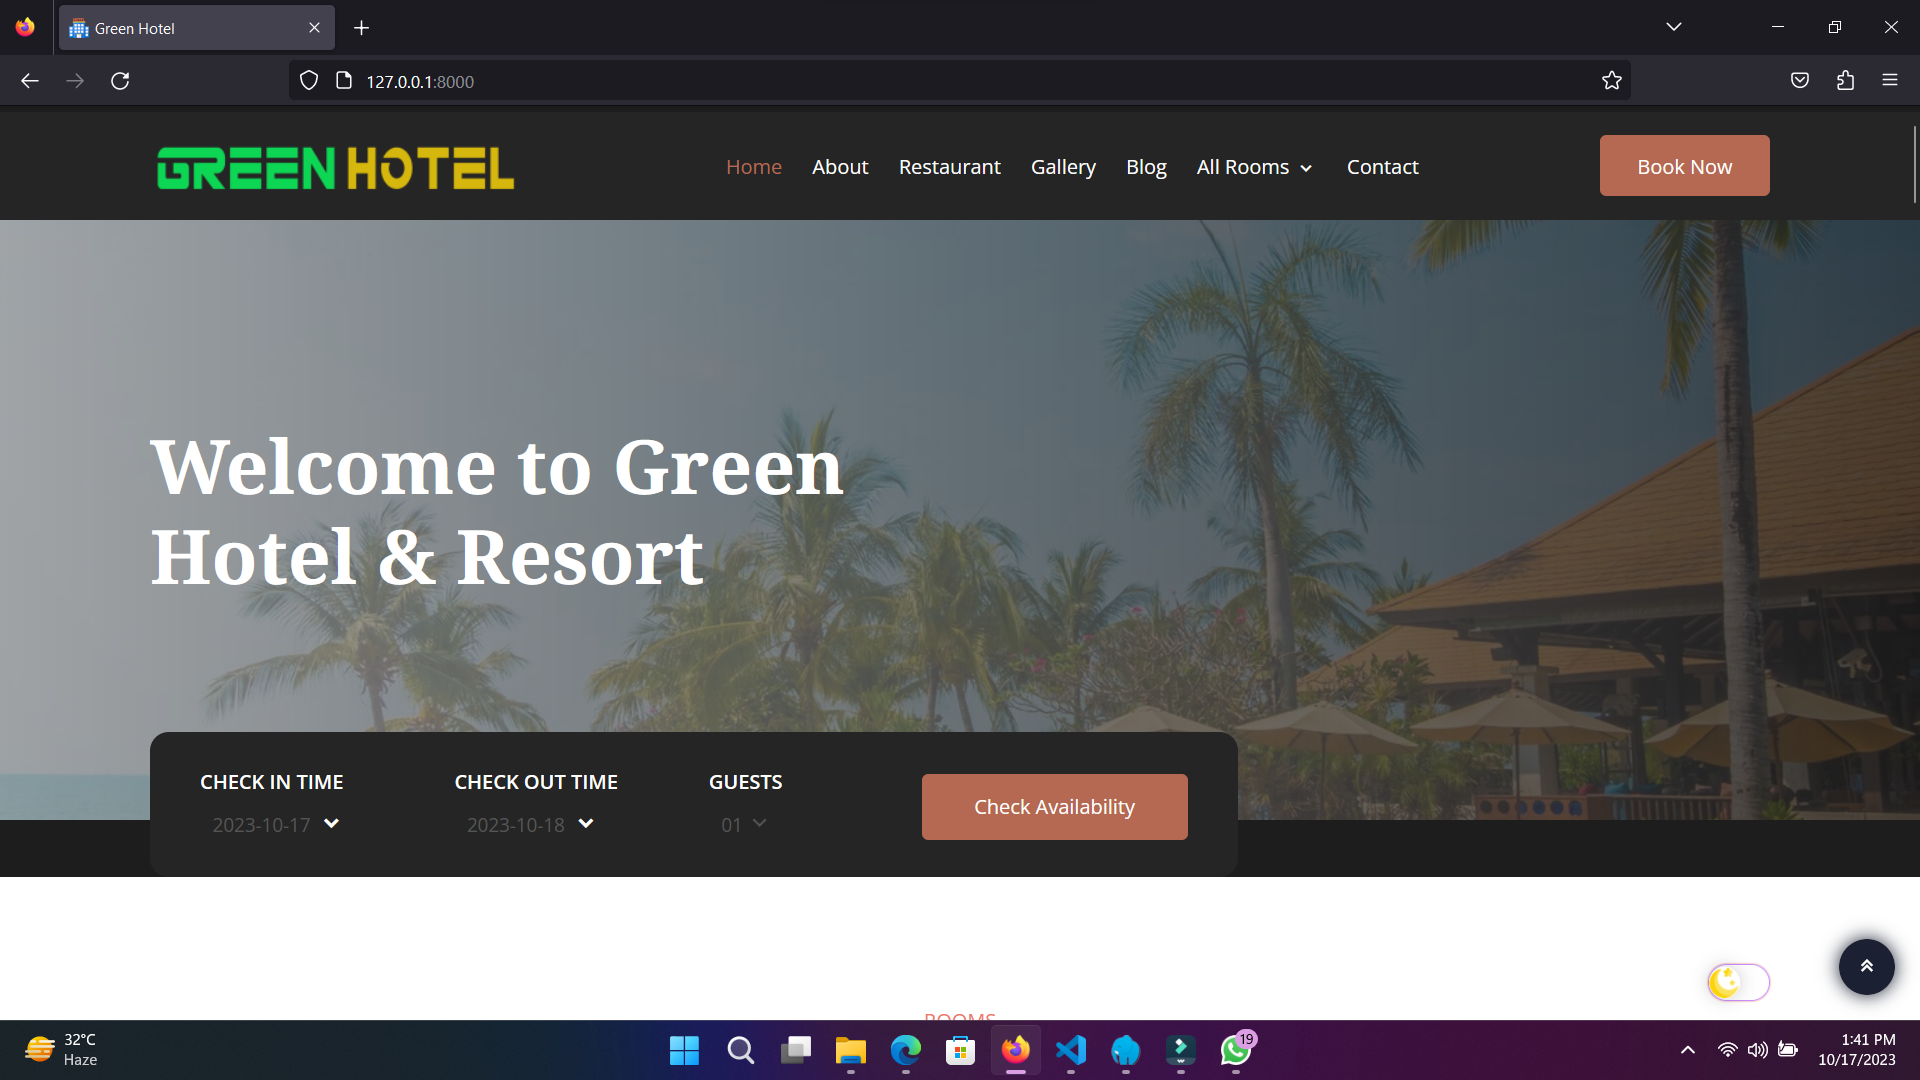 Green Hotel
127.0.0.1:8000
GREEN HOTEL
Home About Restaurant Gallery Blog All Rooms Contact
Book Now
Welcome to Green
Hotel & Resort
CHECK IN TIME CHECK OUT TIME GUESTS
2023-10-17 2023-10-18 01
Check Availability
ROOMS
32°C
Haze
19
1:41 PM
10/17/2023